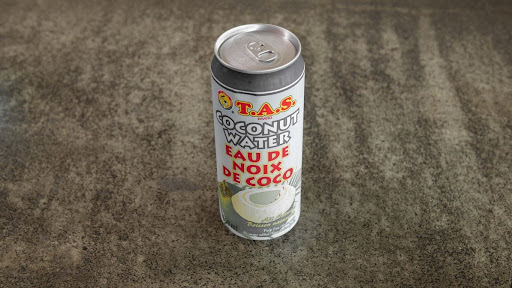 T.A.S.
COCONUT
WATER
EAU DE
NOIX
DE COCO